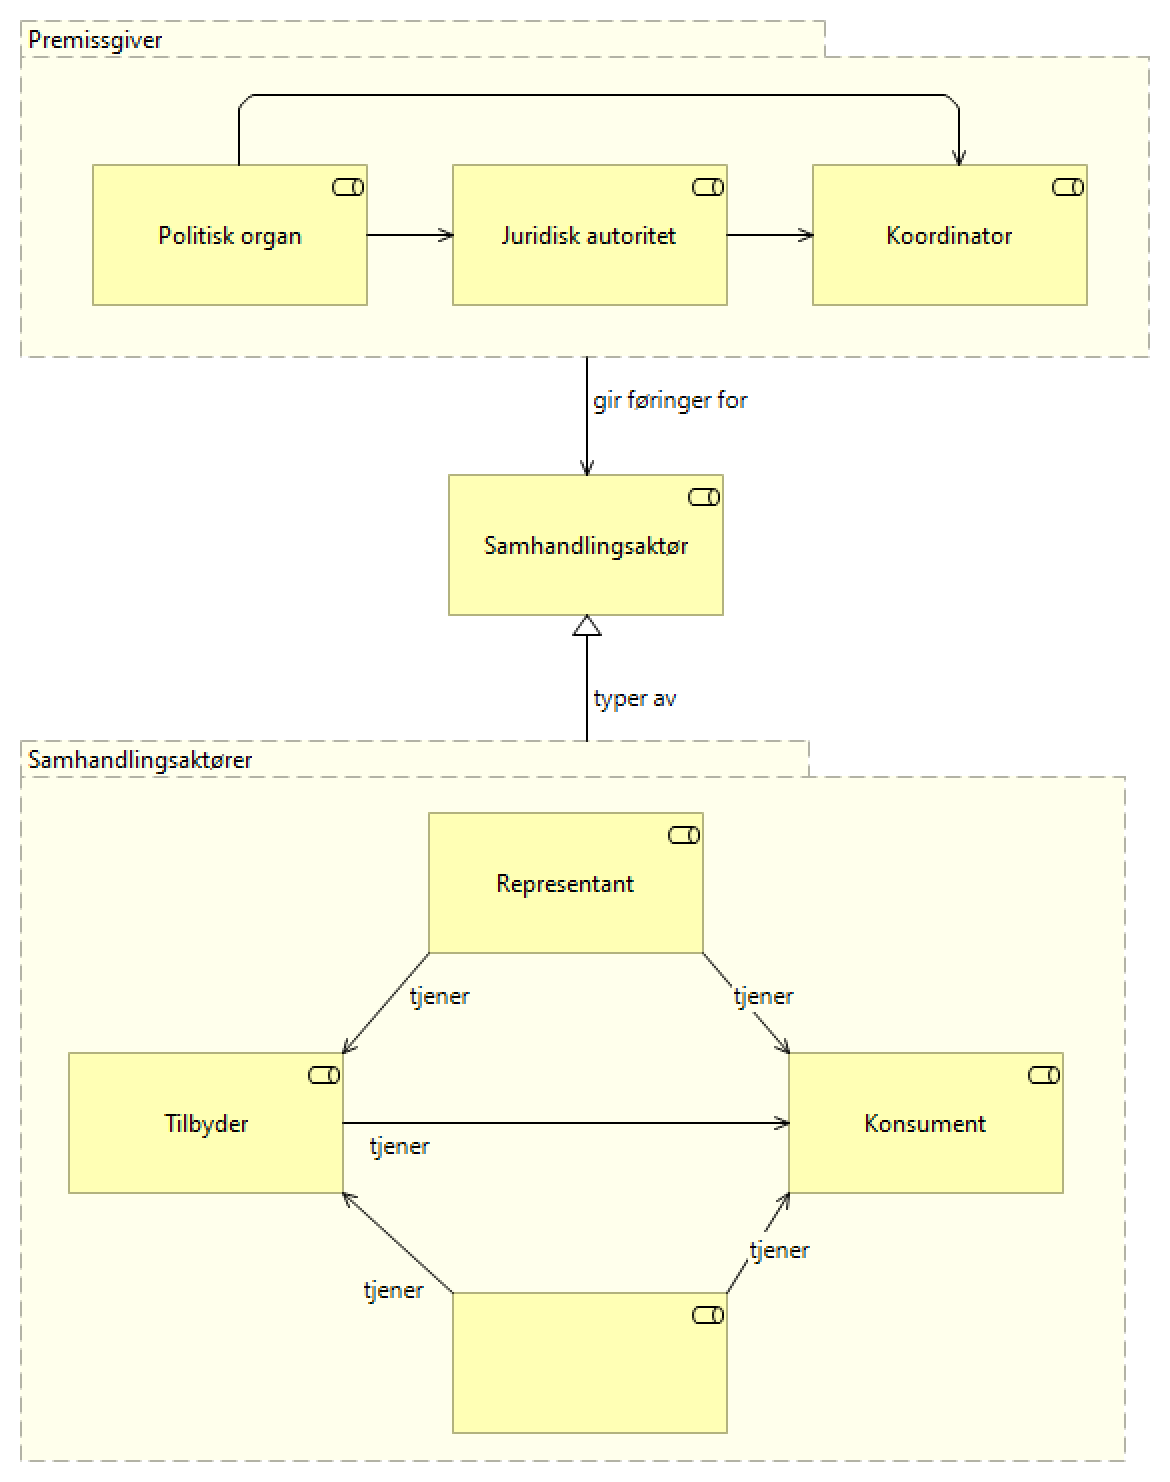 Premissgiver
Politisk organ
Juridisk autoritet
Koordinator
gir føringer for
Samhandlingsaktør
typer av
Samhandlingsaktører
Representant
tjener
tjener
Tilbyder
Konsument
tjener
tjener
tjener